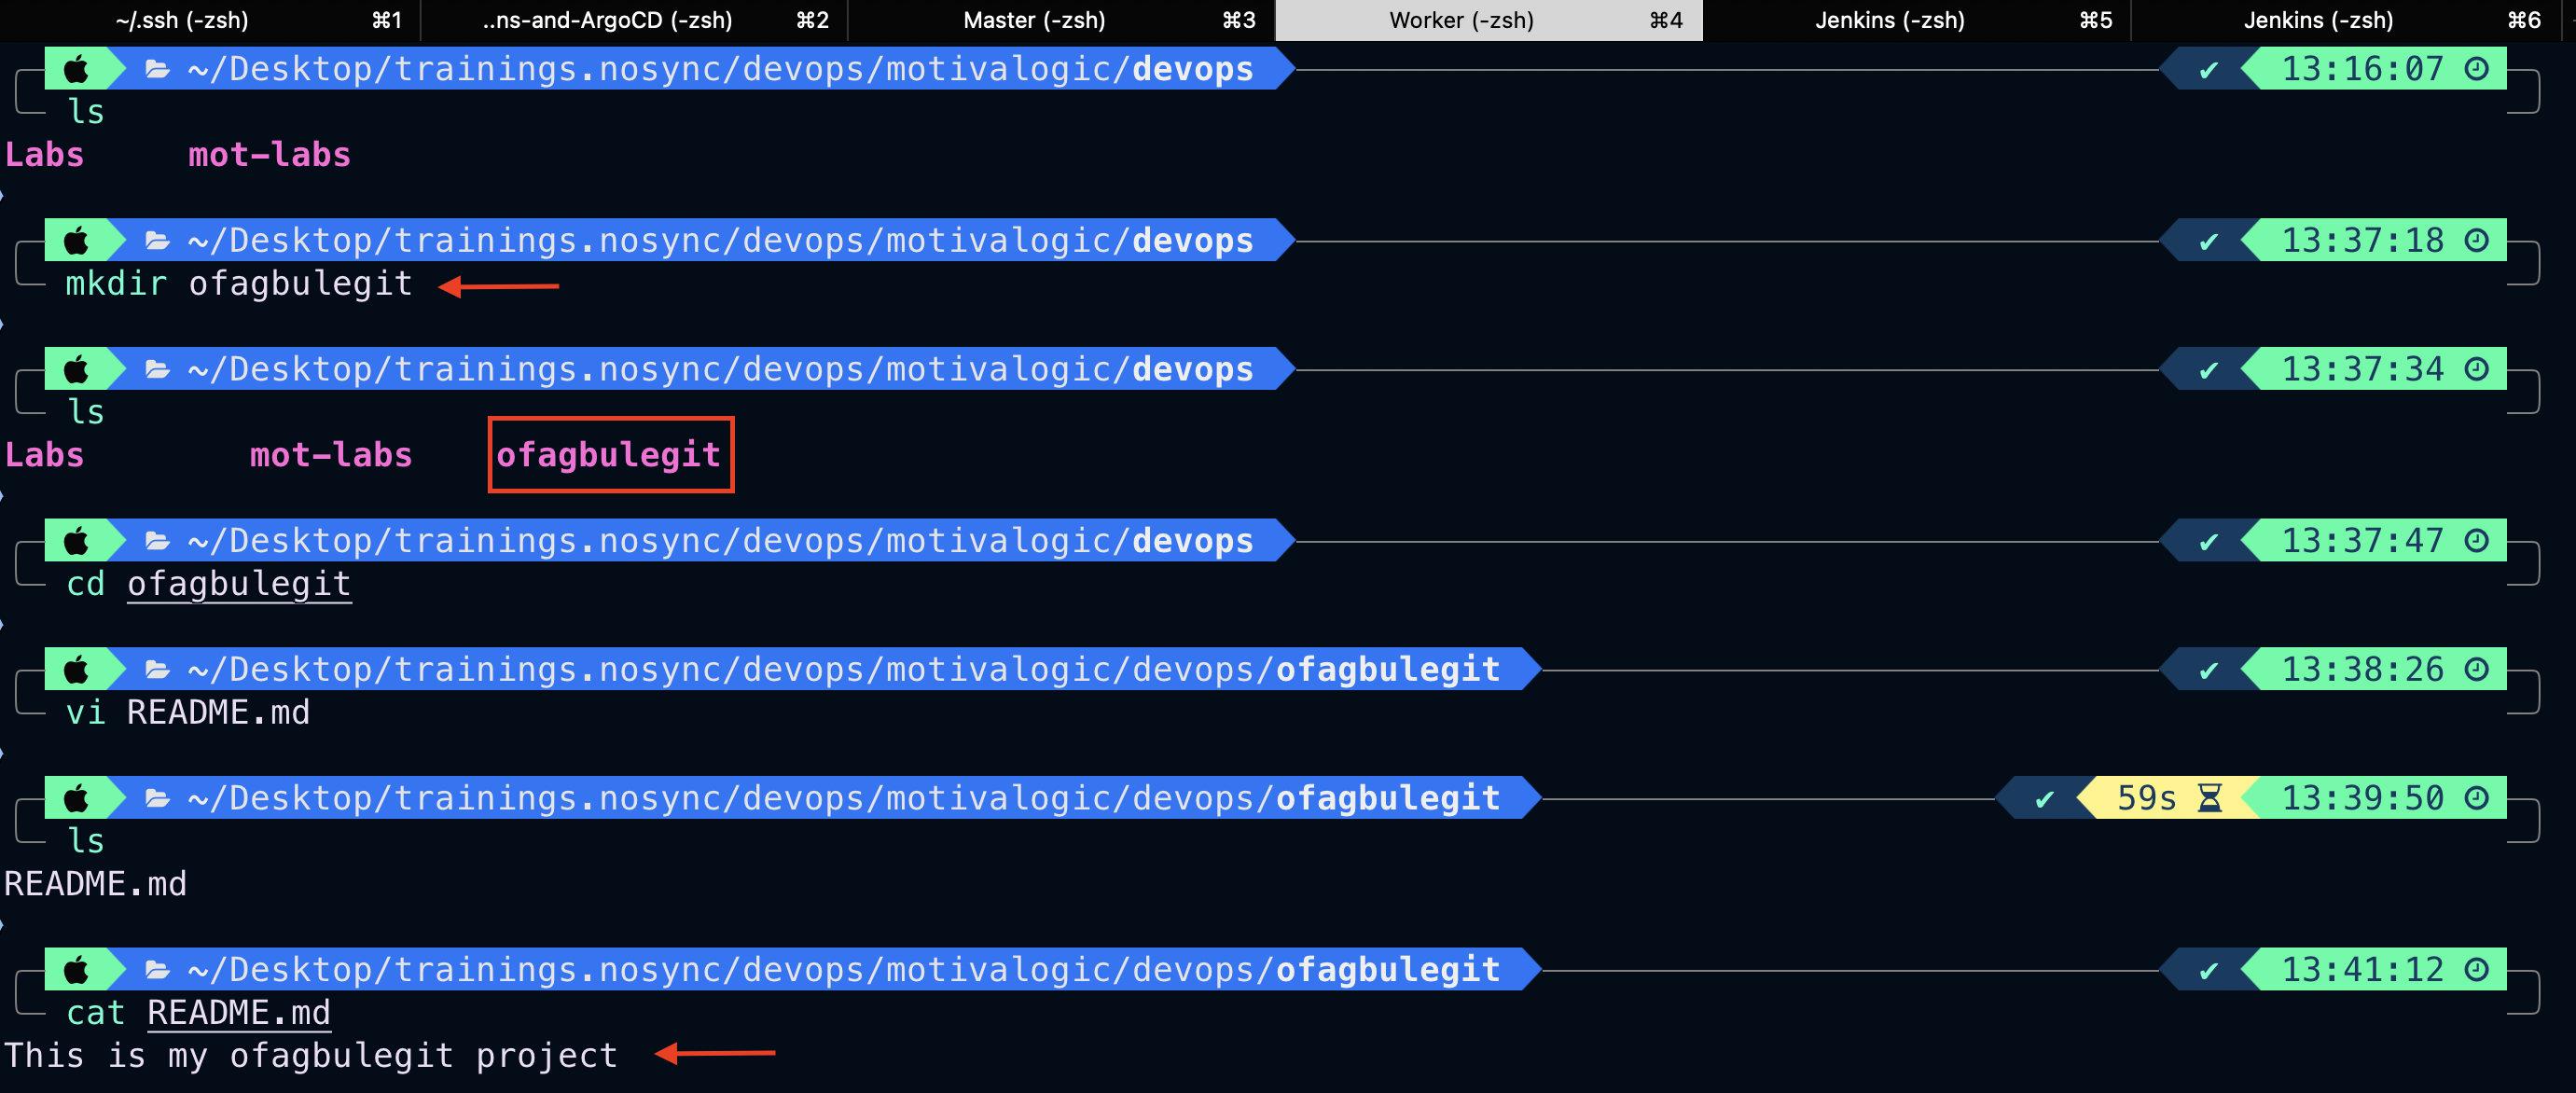 ~/.ssh (-zsh) ⌘1 ..ns-and-ArgoCD (-zsh) ⌘2 Master (-zsh) ⌘3 Worker (-zsh) ⌘4 Jenkins (-zsh) ⌘5 Jenkins (-zsh) ⌘6
~/Desktop/trainings.nosync/devops/motivalogic/devops ✔ 13:16:07
ls
Labs mot-labs
~/Desktop/trainings.nosync/devops/motivalogic/devops ✔ 13:37:18
mkdir ofagbulegit
~/Desktop/trainings.nosync/devops/motivalogic/devops ✔ 13:37:34
ls
Labs mot-labs ofagbulegit
~/Desktop/trainings.nosync/devops/motivalogic/devops ✔ 13:37:47
cd ofagbulegit
~/Desktop/trainings.nosync/devops/motivalogic/devops/ofagbulegit ✔ 13:38:26
vi README.md
~/Desktop/trainings.nosync/devops/motivalogic/devops/ofagbulegit ✔ 59s 13:39:50
ls
README.md
~/Desktop/trainings.nosync/devops/motivalogic/devops/ofagbulegit ✔ 13:41:12
cat README.md
This is my ofagbulegit project